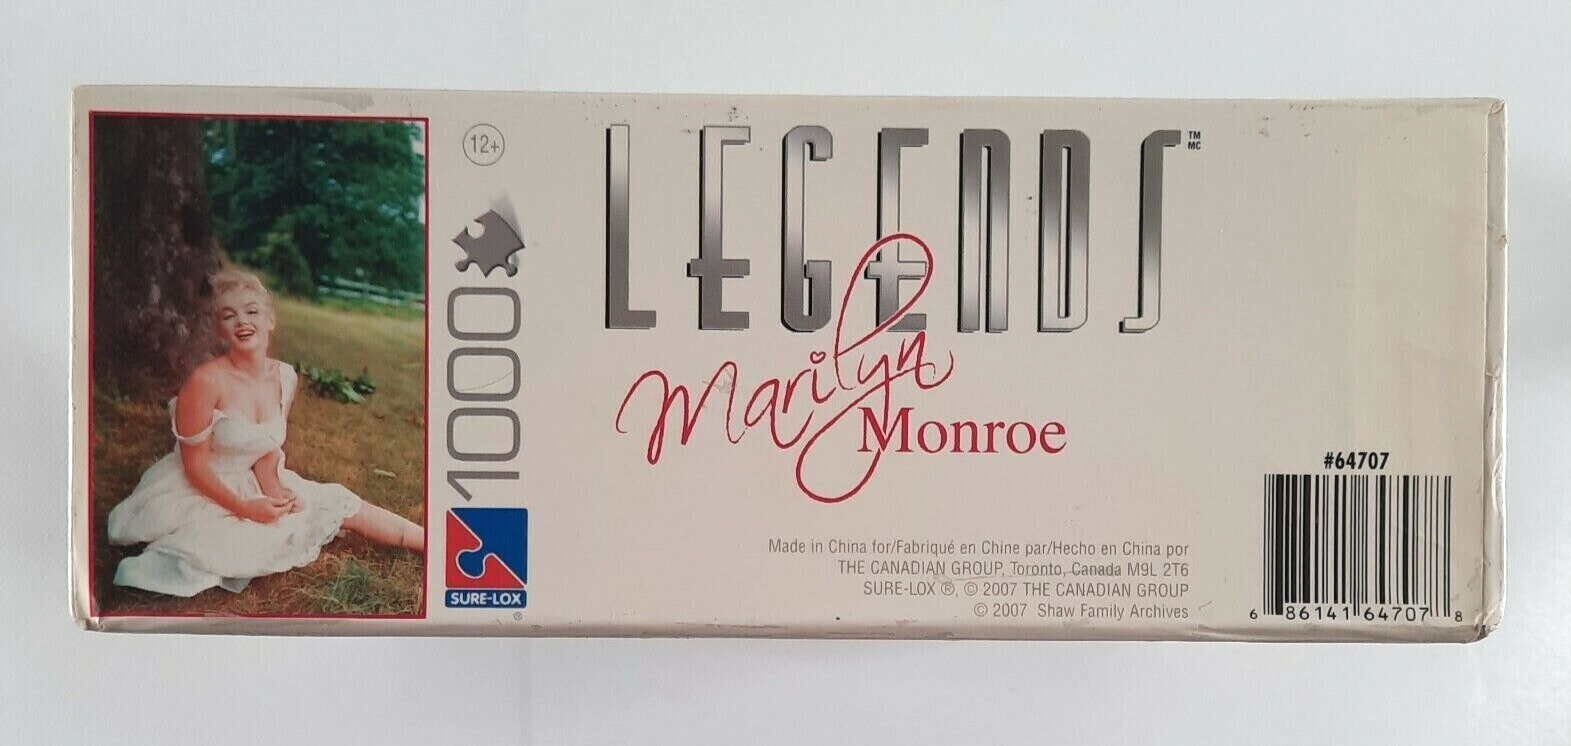 12+
1000
SURE-LOX
®
LEGENDS
TM
MC
Marilyn
Monroe
Made in China for/Fabriqué en Chine par/Hecho en China por
THE CANADIAN GROUP, Toronto, Canada M9L 2T6
SURE-LOX ®, © 2007 THE CANADIAN GROUP
© 2007 Shaw Family Archives
#64707
6 86141 64707 8